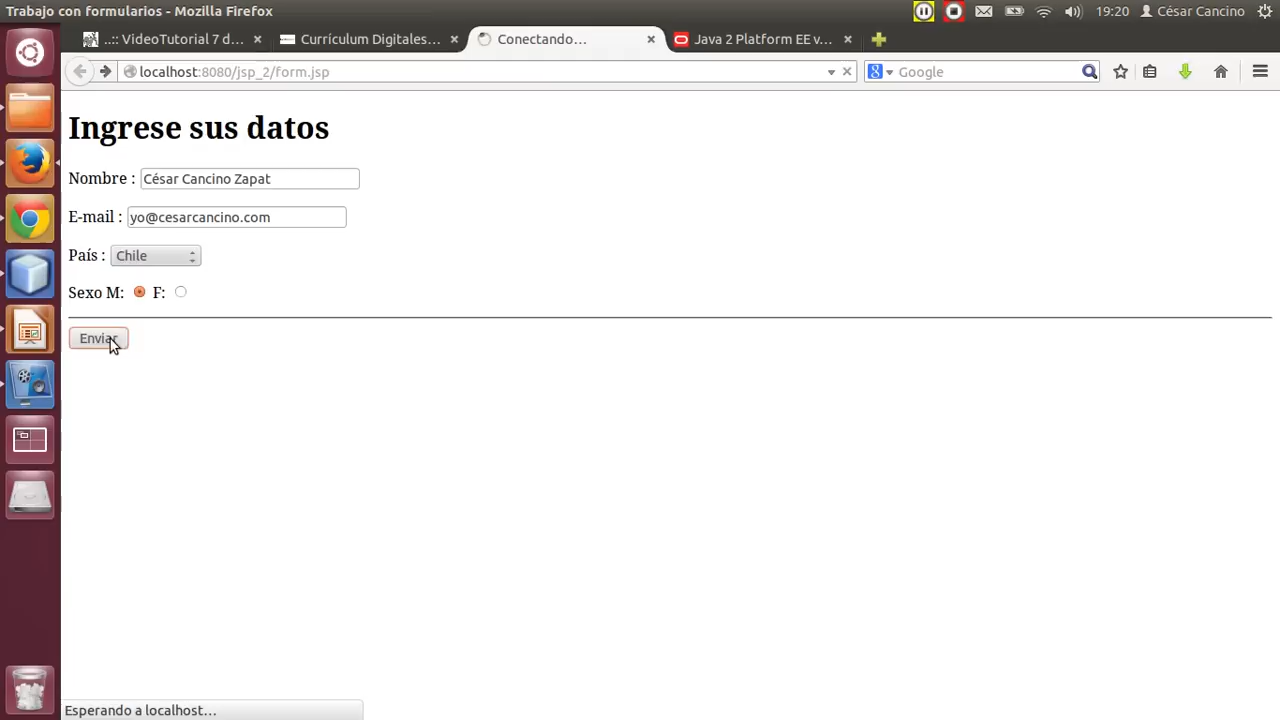 Trabajo con formularios - Mozilla Firefox
19:20
César Cancino
..:: VideoTutorial 7 d...
Currículum Digitales...
Conectando...
Java 2 Platform EE v...
localhost:8080/jsp_2/form.jsp
Google
Ingrese sus datos
Nombre : César Cancino Zapat
E-mail : yo@cesarcancino.com
País : Chile
Sexo M: F:
Enviar
Esperando a localhost...